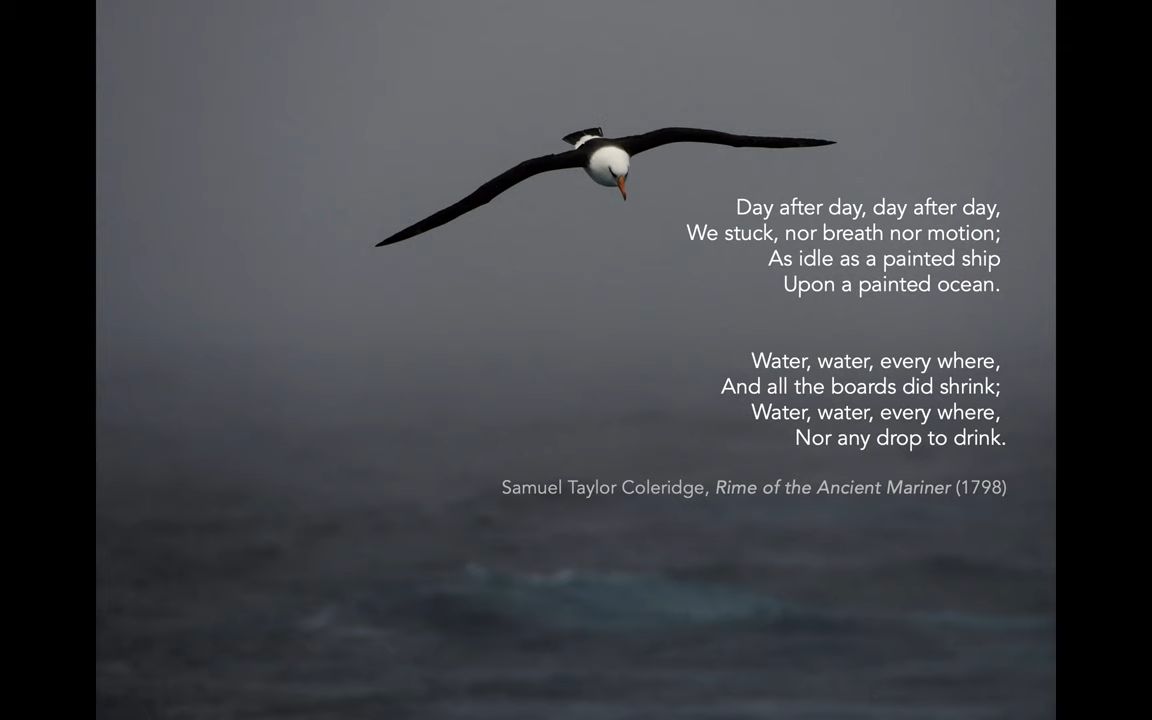 Day after day, day after day,
We stuck, nor breath nor motion;
As idle as a painted ship
Upon a painted ocean.
Water, water, every where,
And all the boards did shrink;
Water, water, every where,
Nor any drop to drink.
Samuel Taylor Coleridge, Rime of the Ancient Mariner (1798)